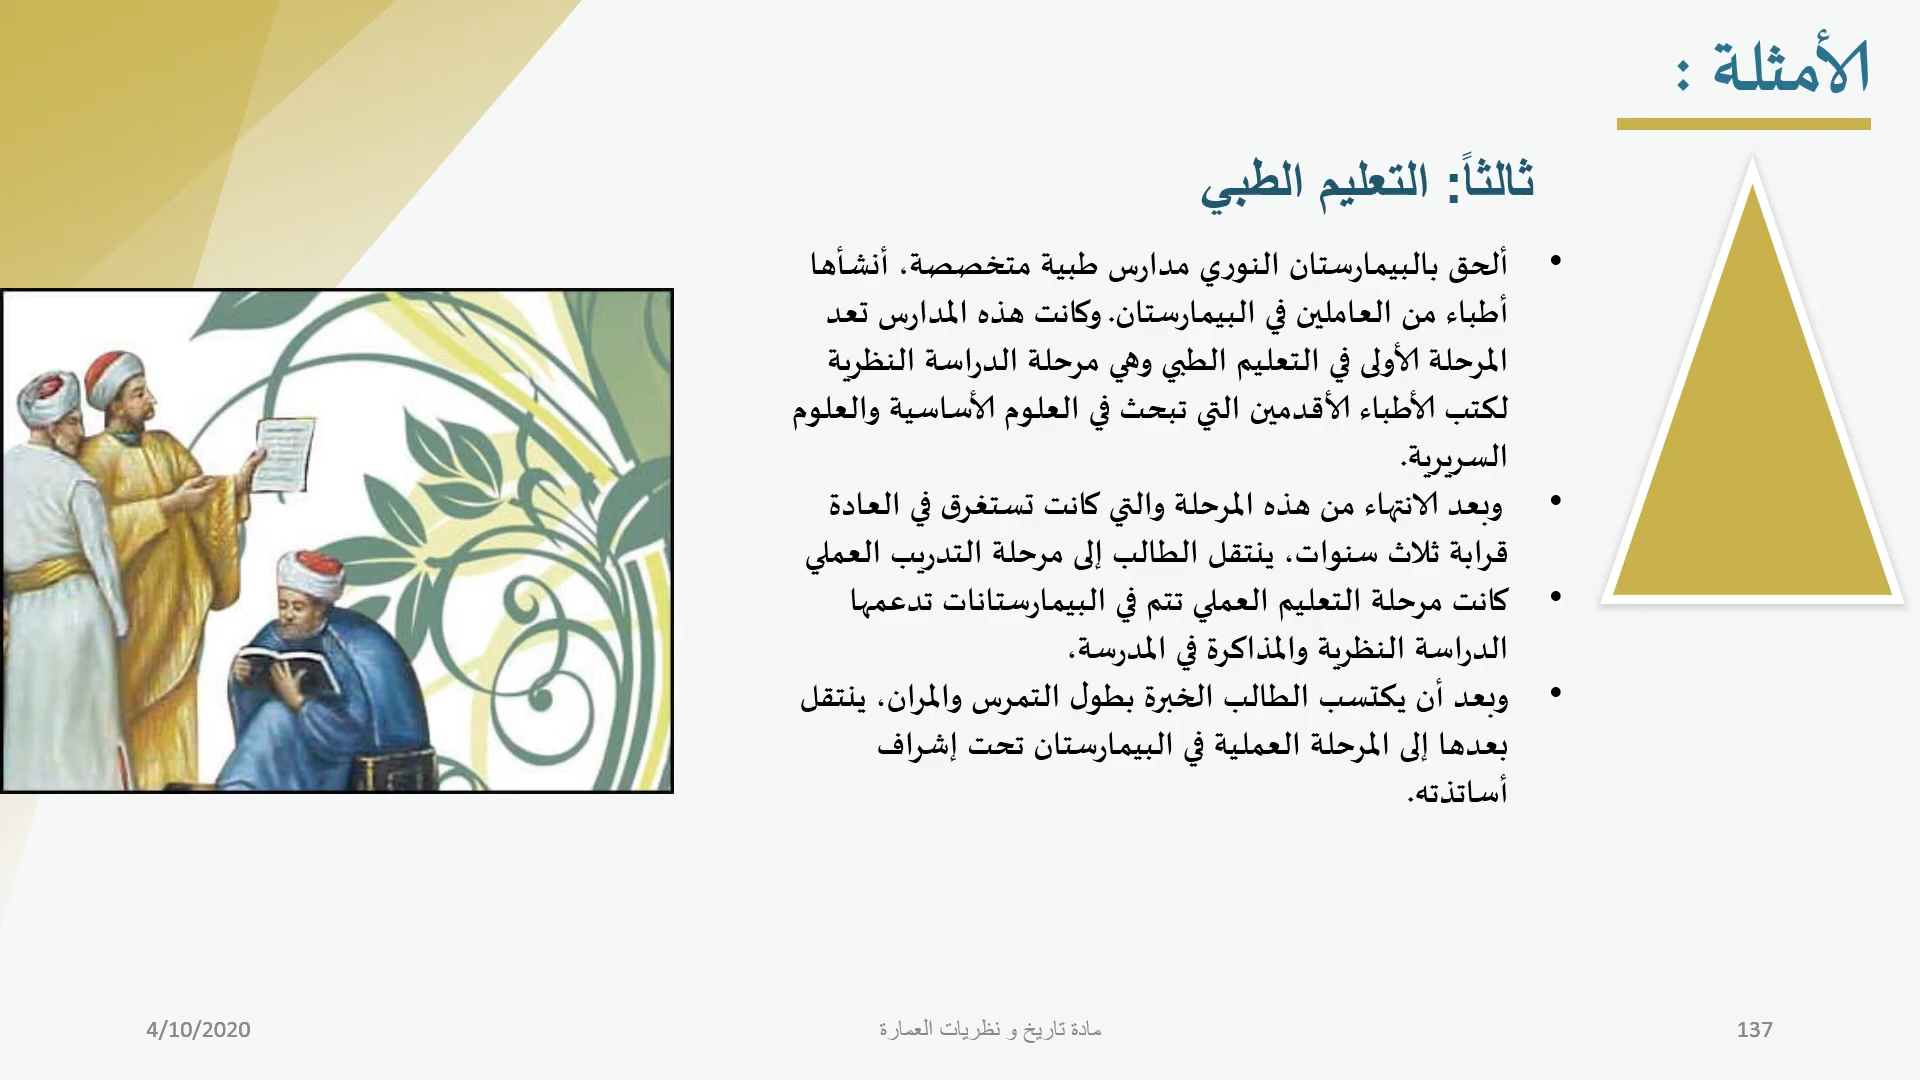 الأمثلة :
ثالثاً: التعليم الطبي
• ألحق بالبيمارستان النوري مدارس طبية متخصصة، أنشأها
أطباء من العاملين في البيمارستان. وكانت هذه المدارس تعد
المرحلة الأولى في التعليم الطبي وهي مرحلة الدراسة النظرية
لكتب الأطباء الأقدمين التي تبحث في العلوم الأساسية والعلوم
السريرية.
• وبعد الانتهاء من هذه المرحلة والتي كانت تستغرق في العادة
قرابة ثلاث سنوات، ينتقل الطالب إلى مرحلة التدريب العملي
• كانت مرحلة التعليم العملي تتم في البيمارستانات تدعمها
الدراسة النظرية والمذاكرة في المدرسة،
• وبعد أن يكتسب الطالب الخبرة بطول التمرس والمران، ينتقل
بعدها إلى المرحلة العملية في البيمارستان تحت إشراف
أساتذته.
137
مادة تاريخ و نظريات العمارة
4/10/2020